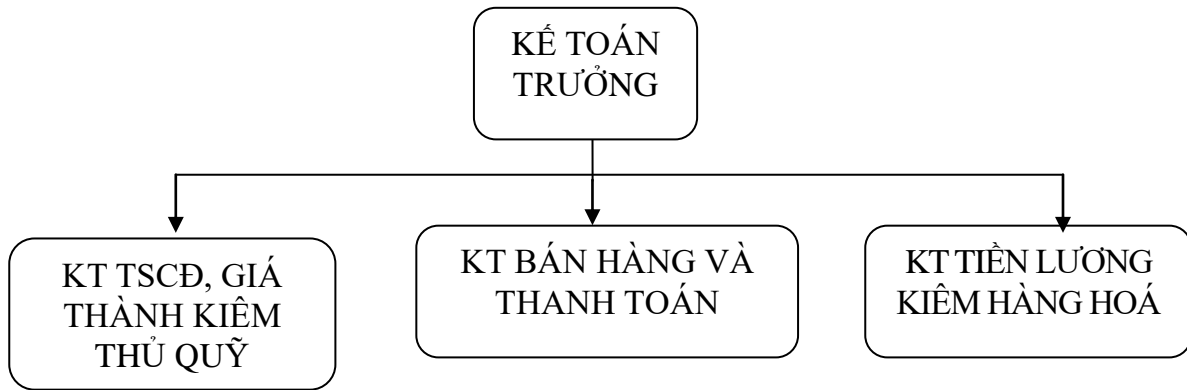 KẾ TOÁN
TRƯỞNG
KT TSCĐ, GIÁ
THÀNH KIÊM
THỦ QUỸ
KT BÁN HÀNG VÀ
THANH TOÁN
KT TIỀN LƯƠNG
KIÊM HÀNG HOÁ